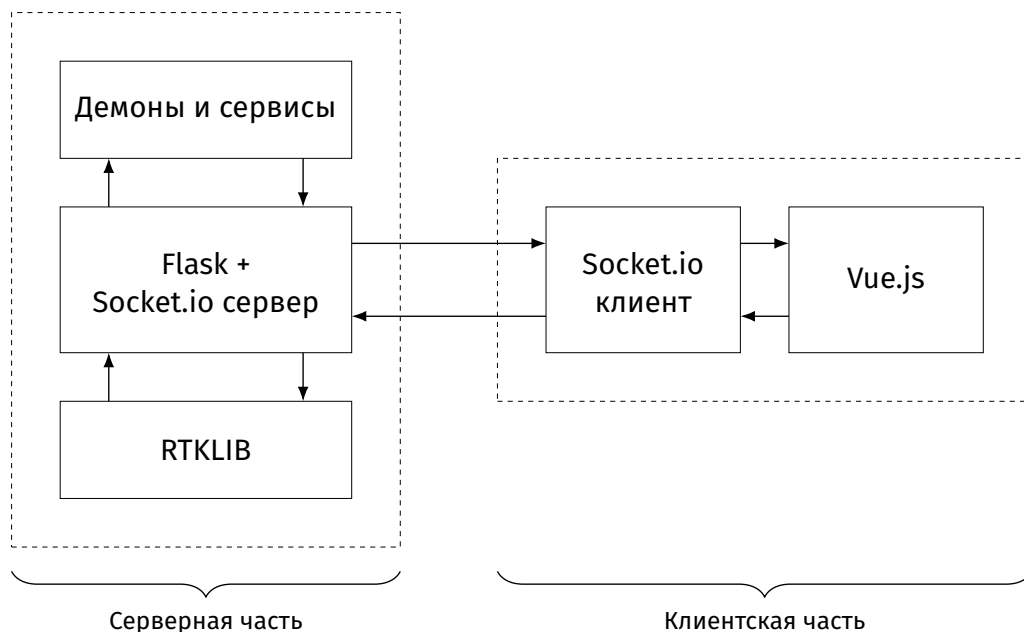 Демоны и сервисы
Flask +
Socket.io сервер
RTKLIB
Socket.io
клиент
Vue.js
Серверная часть
Клиентская часть